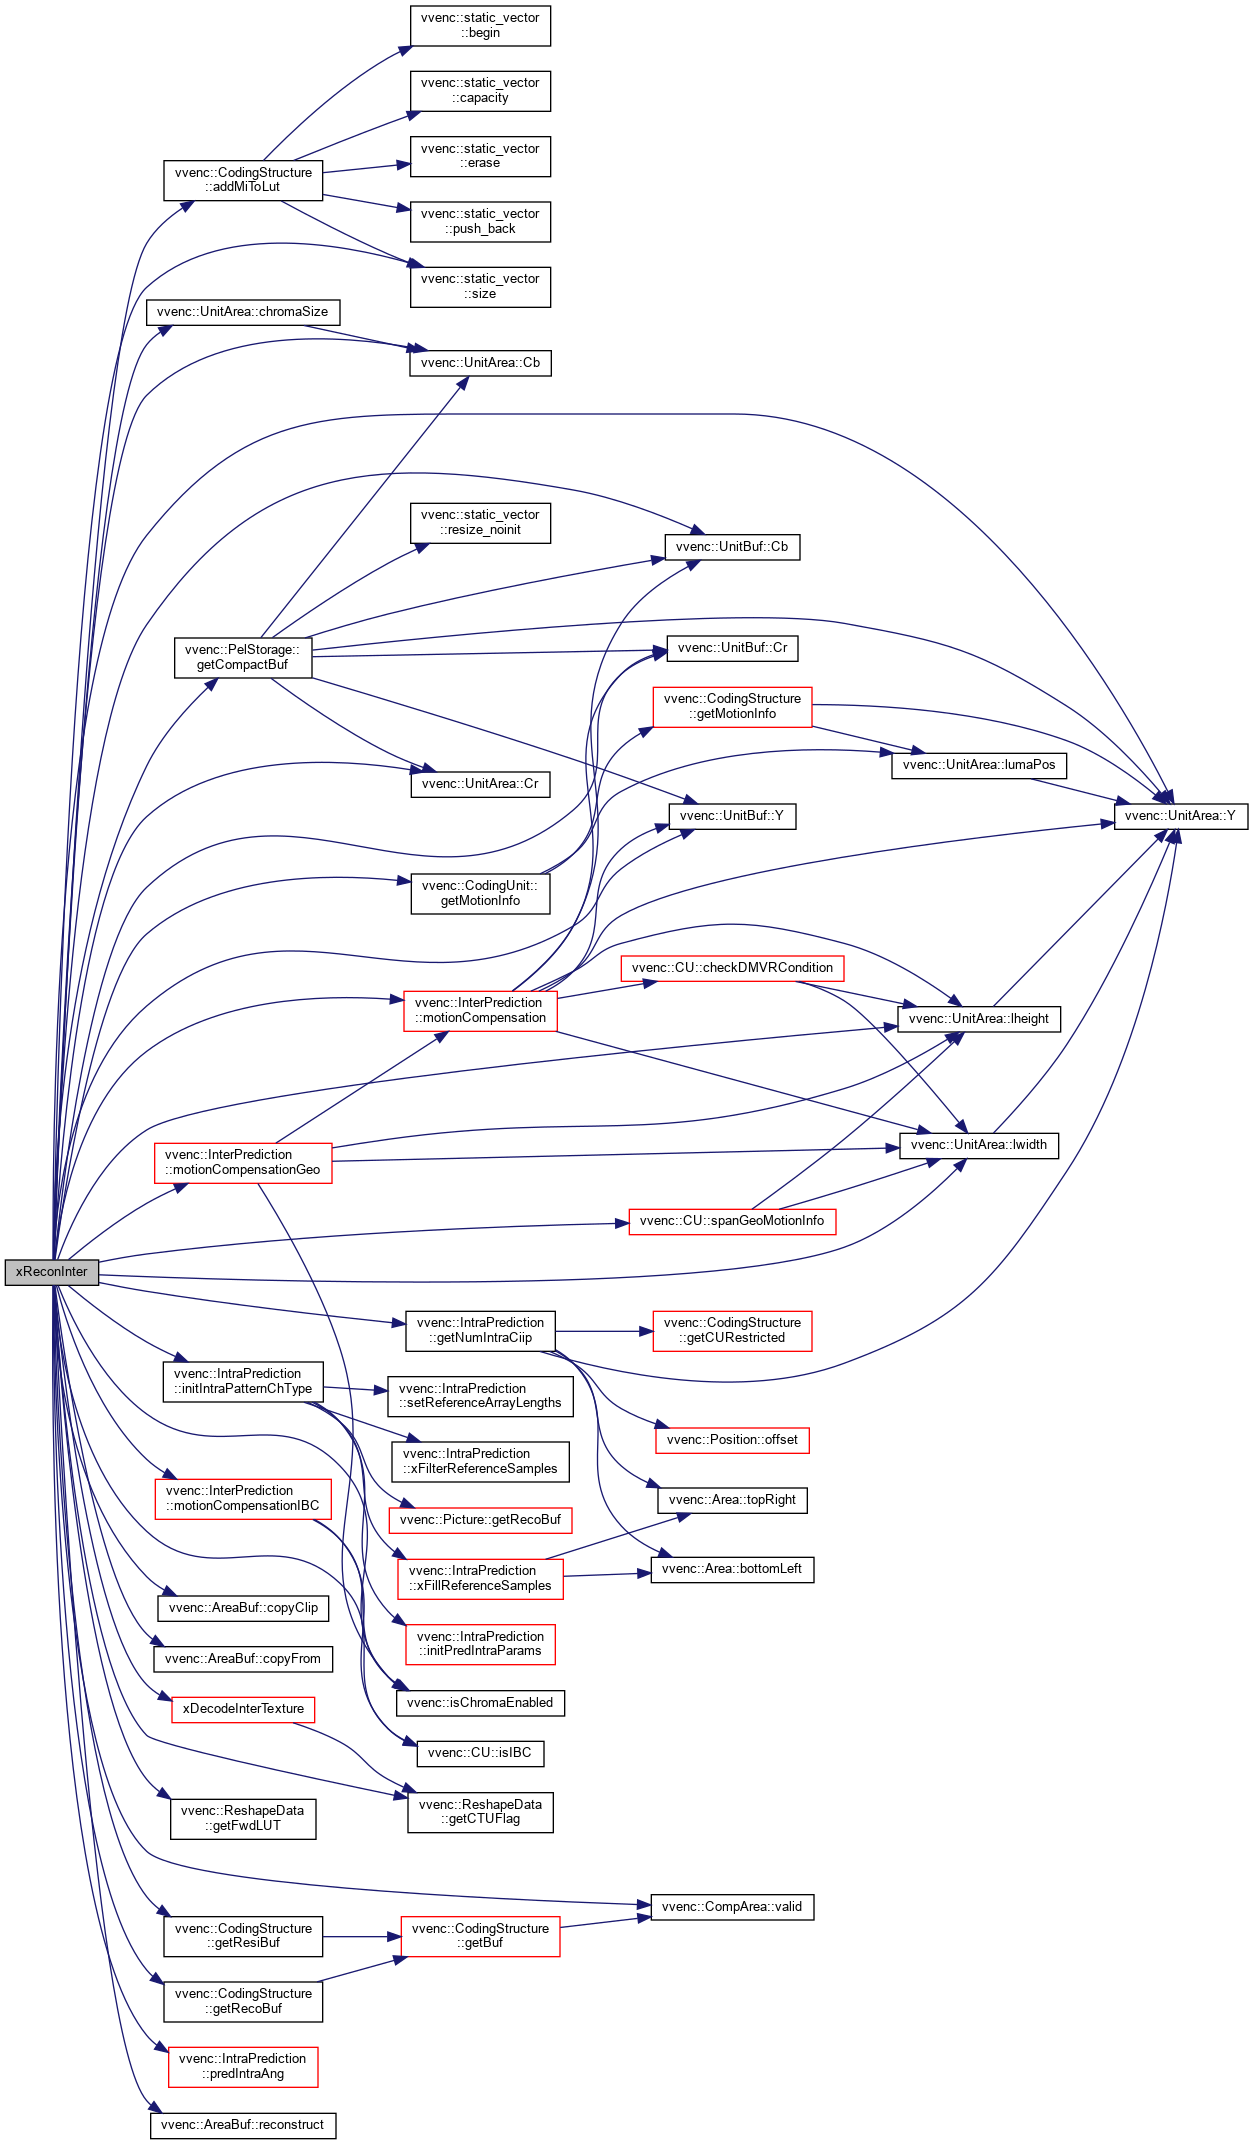 vvenc::static_vector
::begin
vvenc::static_vector
::capacity
vvenc::static_vector
::erase
vvenc::CodingStructure
::addMiToLut
vvenc::static_vector
::push_back
vvenc::static_vector
::size
vvenc::UnitArea::chromaSize
vvenc::UnitArea::Cb
vvenc::static_vector
::resize_noinit
vvenc::UnitBuf::Cb
vvenc::PelStorage::
getCompactBuf
vvenc::UnitBuf::Cr
vvenc::CodingStructure
::getMotionInfo
vvenc::UnitArea::lumaPos
vvenc::UnitArea::Cr
vvenc::UnitBuf::Y
vvenc::UnitArea::Y
vvenc::CodingUnit::
getMotionInfo
vvenc::CU::checkDMVRCondition
vvenc::InterPrediction
::motionCompensation
vvenc::UnitArea::lheight
vvenc::UnitArea::lwidth
vvenc::InterPrediction
::motionCompensationGeo
vvenc::CU::spanGeoMotionInfo
xReconInter
vvenc::IntraPrediction
::getNumIntraCiip
vvenc::CodingStructure
::getCURestricted
vvenc::IntraPrediction
::initIntraPatternChType
vvenc::IntraPrediction
::setReferenceArrayLengths
vvenc::Position::offset
vvenc::IntraPrediction
::xFilterReferenceSamples
vvenc::InterPrediction
::motionCompensationIBC
vvenc::Area::topRight
vvenc::Picture::getRecoBuf
vvenc::IntraPrediction
::xFillReferenceSamples
vvenc::Area::bottomLeft
vvenc::AreaBuf::copyClip
vvenc::IntraPrediction
::initPredIntraParams
vvenc::AreaBuf::copyFrom
vvenc::isChromaEnabled
xDecodeInterTexture
vvenc::CU::isIBC
vvenc::ReshapeData
::getCTUFlag
vvenc::ReshapeData
::getFwdLUT
vvenc::CompArea::valid
vvenc::CodingStructure
::getResiBuf
vvenc::CodingStructure
::getBuf
vvenc::CodingStructure
::getRecoBuf
vvenc::IntraPrediction
::predIntraAng
vvenc::AreaBuf::reconstruct